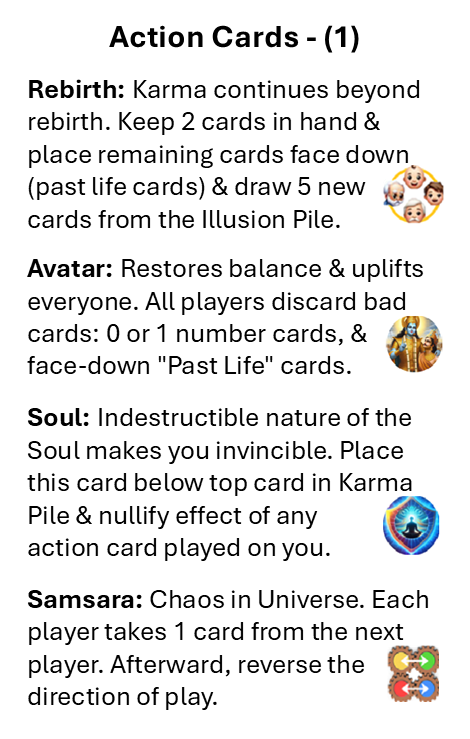 Action Cards - (1)
Rebirth: Karma continues beyond
rebirth. Keep 2 cards in hand &
place remaining cards face down
(past life cards) & draw 5 new
cards from the Illusion Pile.
Avatar: Restores balance & uplifts
everyone. All players discard bad
cards: 0 or 1 number cards, &
face-down "Past Life" cards.
Soul: Indestructible nature of the
Soul makes you invincible. Place
this card below top card in Karma
Pile & nullify effect of any
action card played on you.
Samsara: Chaos in Universe. Each
player takes 1 card from the next
player. Afterward, reverse the
direction of play.